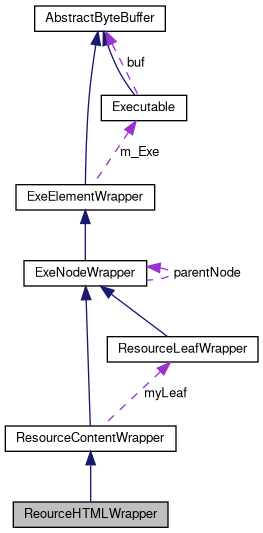 AbstractByteBuffer
buf
Executable
m_Exe
ExeElementWrapper
ExeNodeWrapper
parentNode
ResourceLeafWrapper
myLeaf
ResourceContentWrapper
ReourceHTMLWrapper